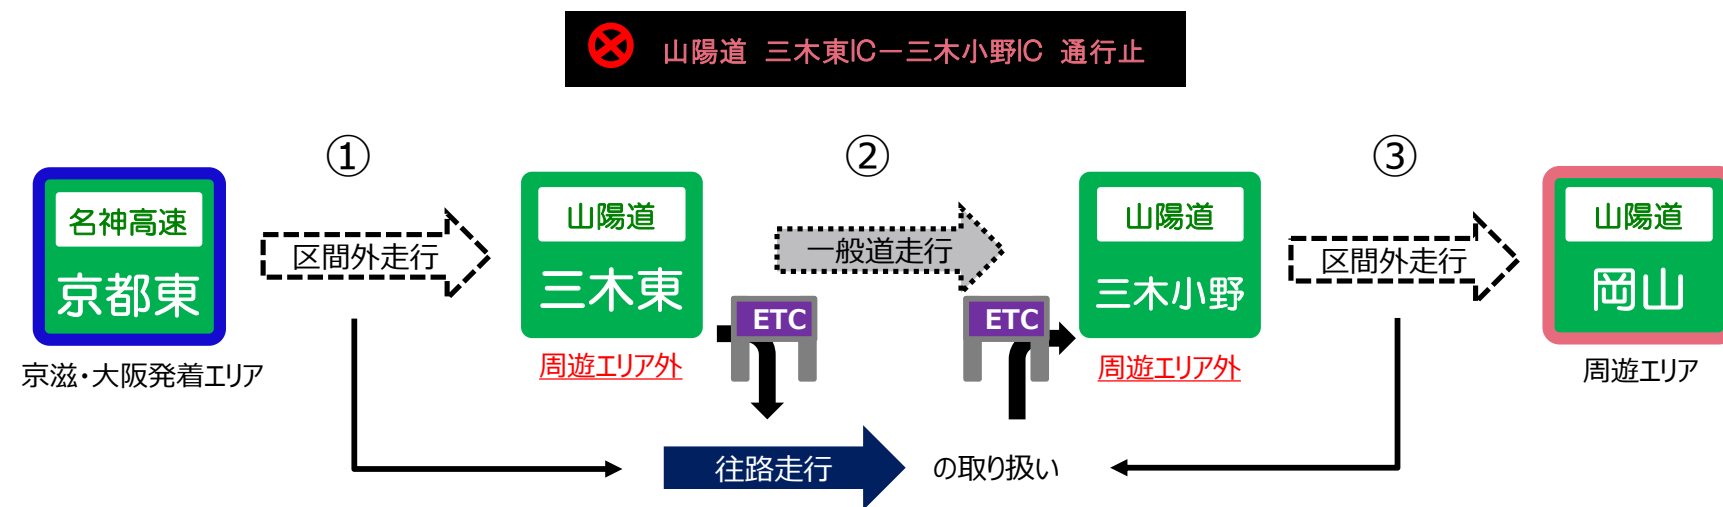 山陽道 三木東IC－三木小野IC 通行止
①
②
③
名神高速
京都東
区間外走行
山陽道
三木東
一般道走行
山陽道
三木小野
区間外走行
山陽道
岡山
ETC
ETC
京滋・大阪発着エリア
周遊エリア外
周遊エリア外
周遊エリア
往路走行 の取り扱い